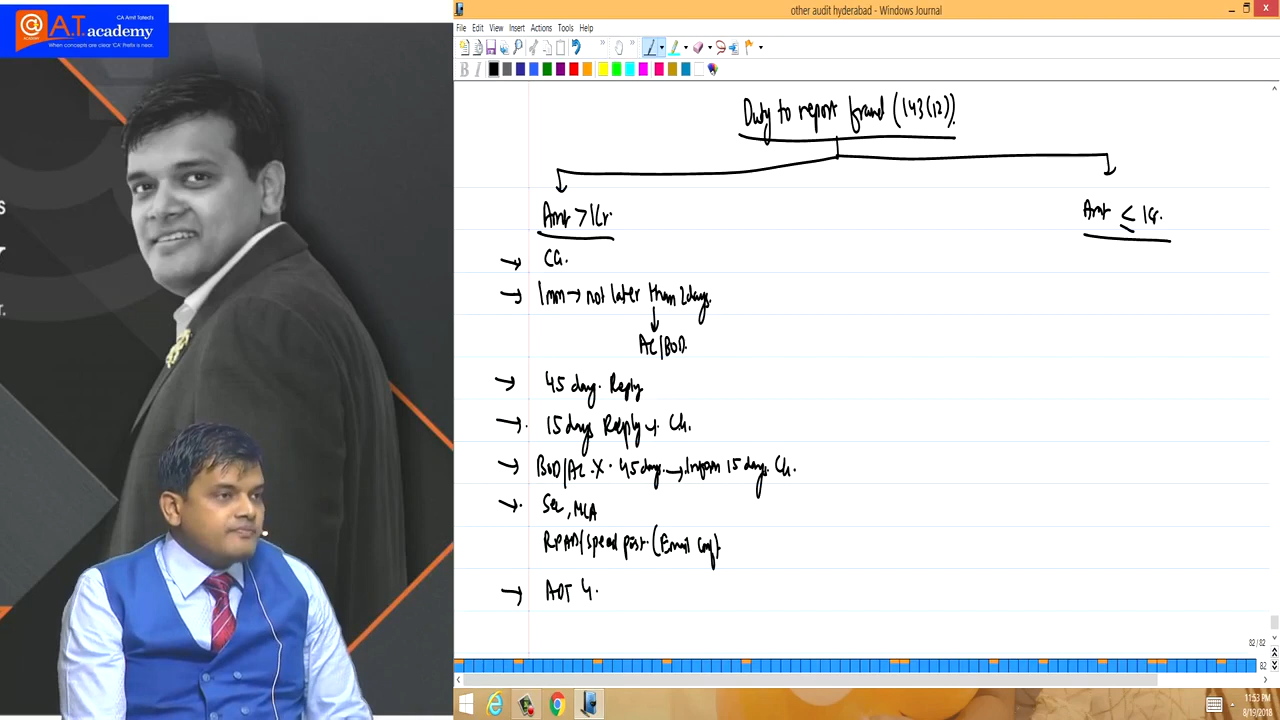 other audit hyderabad - Windows Journal
CA Amit Tated's
@ A.T. academy
ACADEMY
When concepts are clear 'CA' Prefix is near.
File Edit View Insert Actions Tools Help
B I
Duty to report fraud (143(12)).
Amt > 1Cr.
Amt ≤ 1Cr.
→ CG.
→ Imm → not later than 2 days.
↓
AC/BOD.
→ 45 days. Reply
→ 15 days Reply + CG.
→ BOD/AC. X. 45 days. → Inform 15 days. CG.
→ Sec, MCA
RPAD/Speed post. (Email Conf)
→ ADT 4.
82 / 82
82
11:53 PM
8/19/2018
s
r.